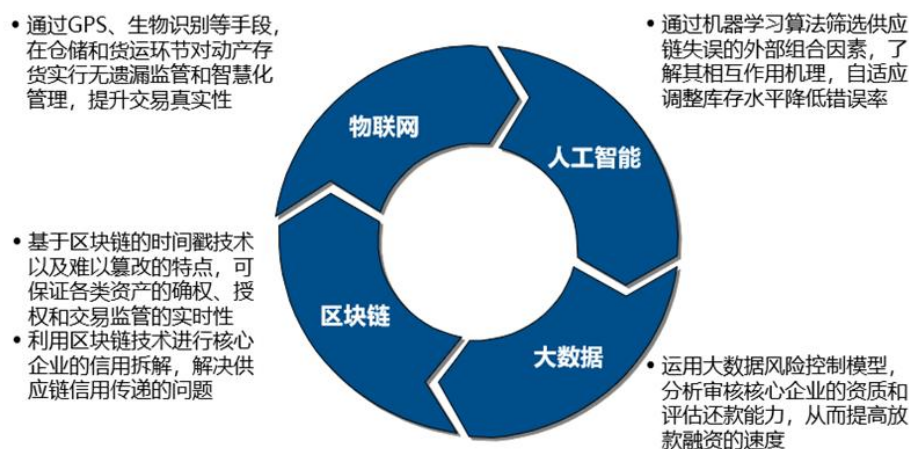 • 通过GPS、生物识别等手段，
在仓储和货运环节对动产存
货实行无遗漏监管和智慧化
管理，提升交易真实性
• 通过机器学习算法筛选供应
链失误的外部组合因素，了
解其相互作用机理，自适应
调整库存水平降低错误率
物联网
人工智能
• 基于区块链的时间戳技术
以及难以篡改的特点，可
保证各类资产的确权、授
权和交易监管的实时性
• 利用区块链技术进行核心
企业的信用拆解，解决供
应链信用传递的问题
区块链
大数据
• 运用大数据风险控制模型，
分析审核核心企业的资质和
评估还款能力，从而提高放
款融资的速度